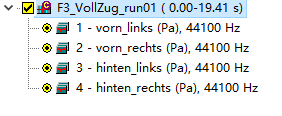 F3_VollZug_run01 ( 0.00-19.41 s)
1 - vorn_links (Pa), 44100 Hz
2 - vorn_rechts (Pa), 44100 Hz
3 - hinten_links (Pa), 44100 Hz
4 - hinten_rechts (Pa), 44100 Hz